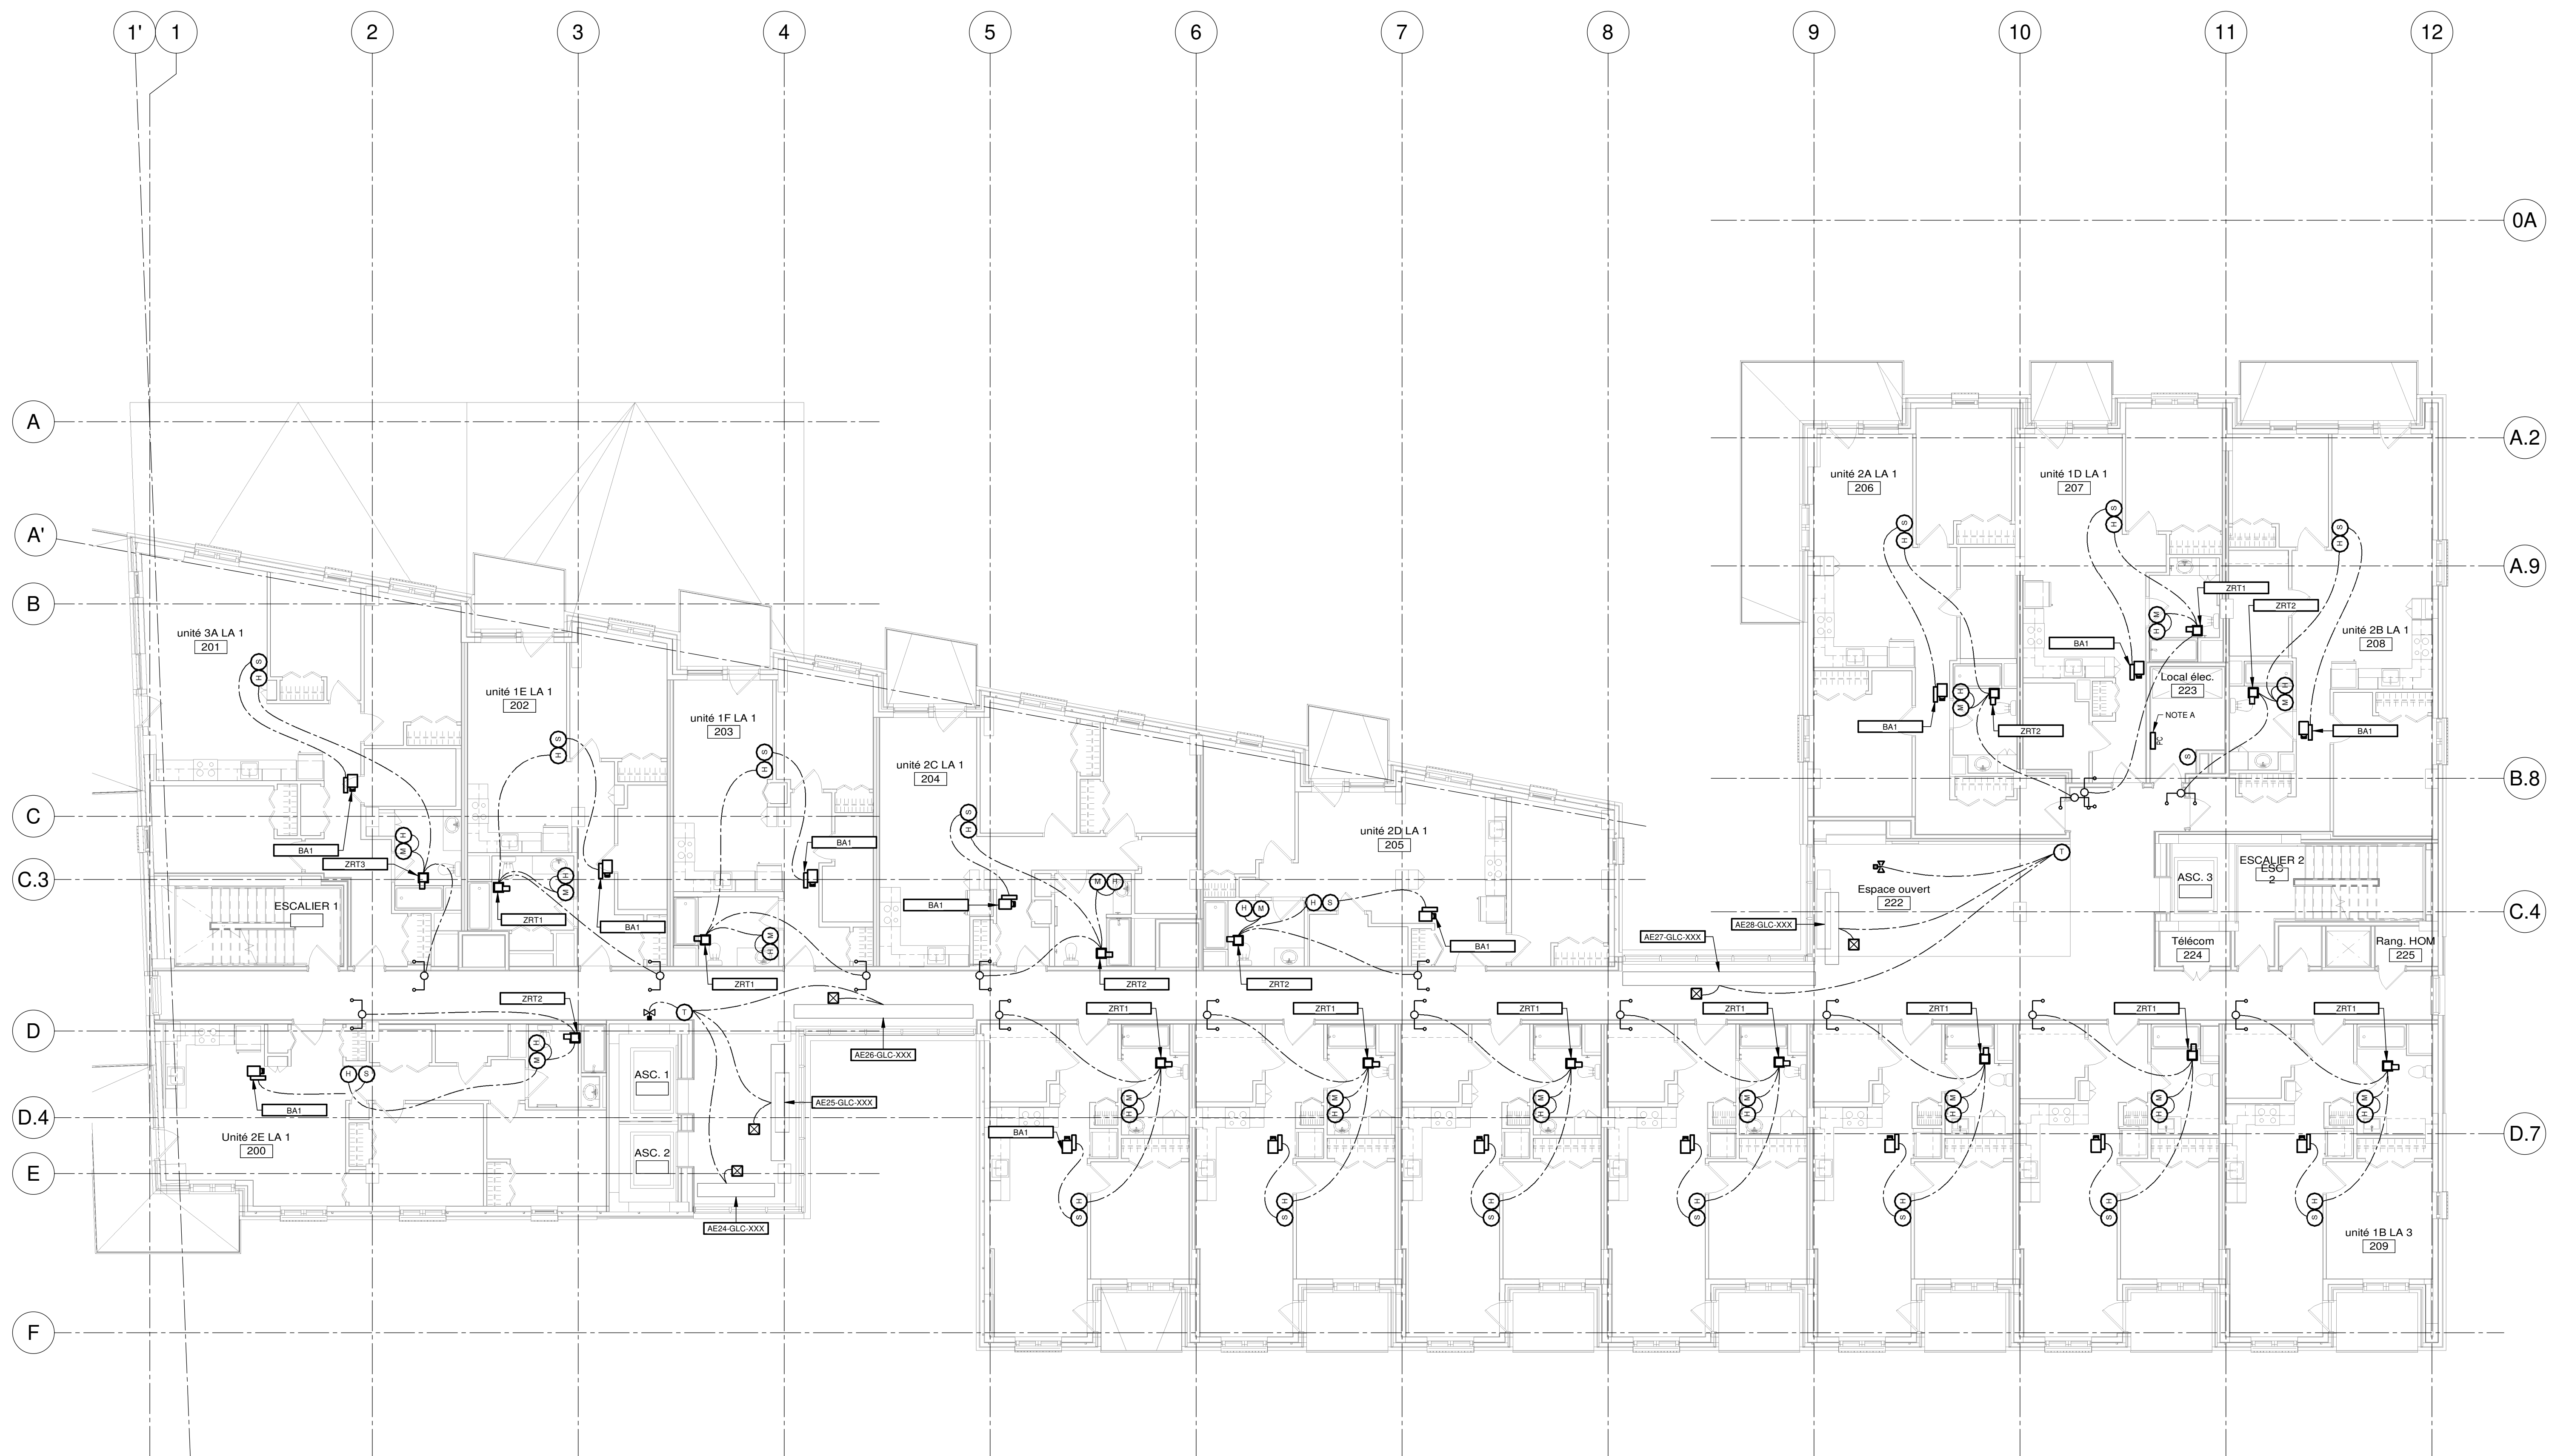 1'
1
2
3
4
5
6
7
8
9
10
11
12
0A
A
A.2
A'
A.9
B
B.8
C
C.3
C.4
D
D.4
D.7
E
F
unité 3A LA 1
201
S
H
BA1
ZRT3
H
M
ESCALIER 1
unité 1E LA 1
202
S
H
H
M
ZRT1
BA1
unité 1F LA 1
203
S
H
BA1
M
H
ZRT1
unité 2C LA 1
204
S
H
BA1
M
H
ZRT2
unité 2D LA 1
205
H
M
H
S
BA1
ZRT2
unité 2A LA 1
206
S
H
H
M
BA1
ZRT2
unité 1D LA 1
207
S
H
ZRT1
M
H
BA1
Local élec.
223
NOTE A
PC
S
unité 2B LA 1
208
S
H
ZRT2
H
M
BA1
T
Espace ouvert
222
AE28-GLC-XXX
AE27-GLC-XXX
ESCALIER 2
ESC
2
ASC. 3
Télécom
224
Rang. HOM
225
ZRT2
H
M
H
S
BA1
Unité 2E LA 1
200
ASC. 1
ASC. 2
T
AE26-GLC-XXX
AE25-GLC-XXX
AE24-GLC-XXX
ZRT1
M
H
BA1
H
S
ZRT1
M
H
H
S
ZRT1
M
H
H
S
ZRT1
M
H
H
S
ZRT1
M
H
H
S
ZRT1
M
H
H
S
ZRT1
M
H
H
S
unité 1B LA 3
209